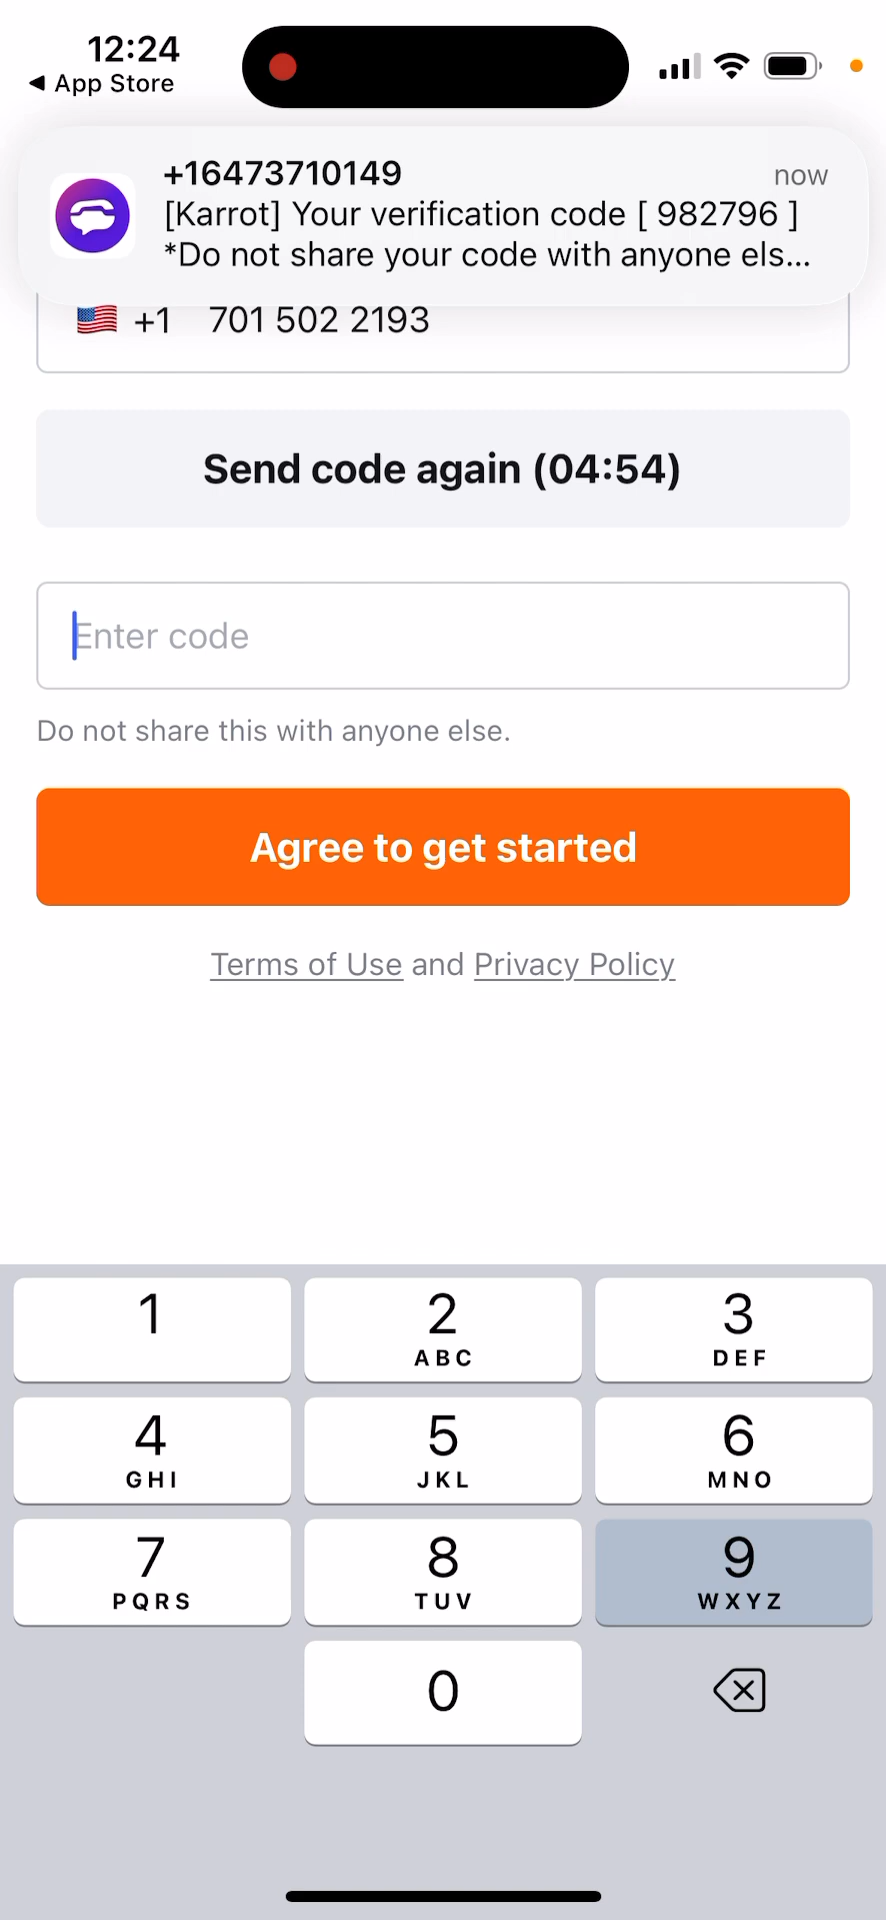 12:24
◀ App Store
+16473710149
now
[Karrot] Your verification code [ 982796 ]
*Do not share your code with anyone els...
+1 701 502 2193
Send code again (04:54)
Enter code
Do not share this with anyone else.
Agree to get started
Terms of Use and Privacy Policy
1
2
ABC
3
DEF
4
GHI
5
JKL
6
MNO
7
PQRS
8
TUV
9
WXYZ
0